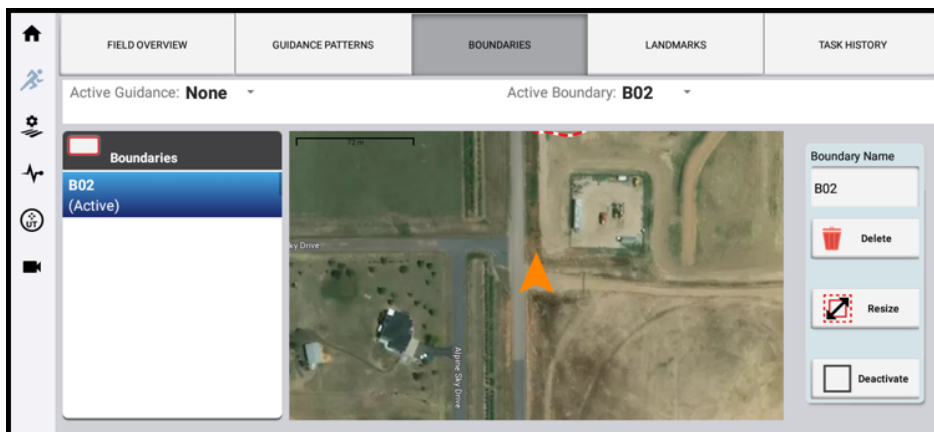 FIELD OVERVIEW
GUIDANCE PATTERNS
BOUNDARIES
LANDMARKS
TASK HISTORY
Active Guidance: None
Active Boundary: B02
Boundaries
B02
(Active)
72 m
ky Drive
Alpine Sky Drive
Boundary Name
B02
Delete
Resize
Deactivate
UT